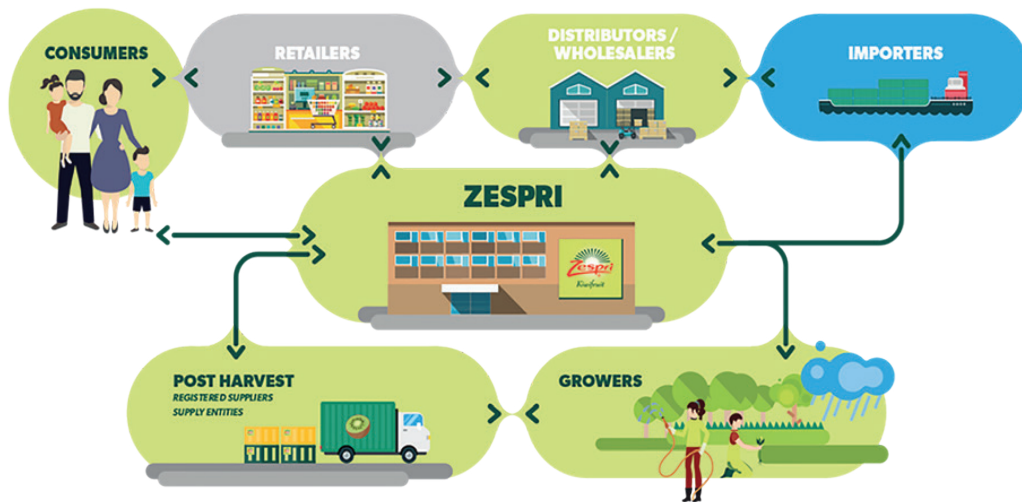 CONSUMERS
RETAILERS
DISTRIBUTORS /
WHOLESALERS
IMPORTERS
ZESPRI
Zespri
Kiwifruit
POST HARVEST
REGISTERED SUPPLIERS
SUPPLY ENTITIES
GROWERS